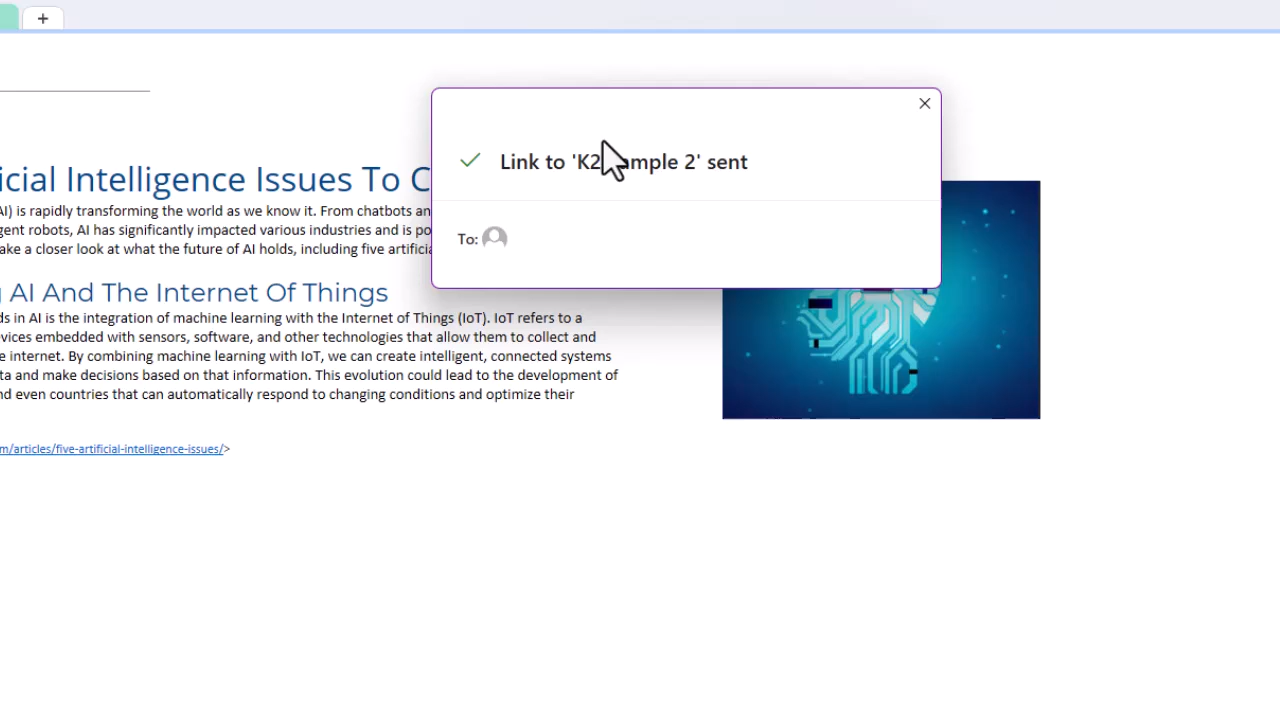 +
Link to 'K2 ample 2' sent
To:
icial Intelligence Issues To C
AI) is rapidly transforming the world as we know it. From chatbots an
gent robots, AI has significantly impacted various industries and is po
ake a closer look at what the future of AI holds, including five artificia
g AI And The Internet Of Things
ds in AI is the integration of machine learning with the Internet of Things (IoT). IoT refers to a
vices embedded with sensors, software, and other technologies that allow them to collect and
e internet. By combining machine learning with IoT, we can create intelligent, connected systems
ta and make decisions based on that information. This evolution could lead to the development of
nd even countries that can automatically respond to changing conditions and optimize their
m/articles/five-artificial-intelligence-issues/>